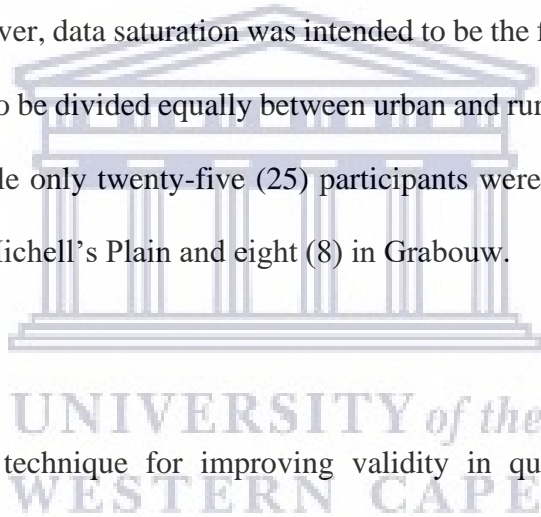 ver, data saturation was intended to be the f
o be divided equally between urban and rur
le only twenty-five (25) participants were
Michell's Plain and eight (8) in Grabouw.
UNIVERSITY of the
technique for improving validity in qu
WESTERN CAPE